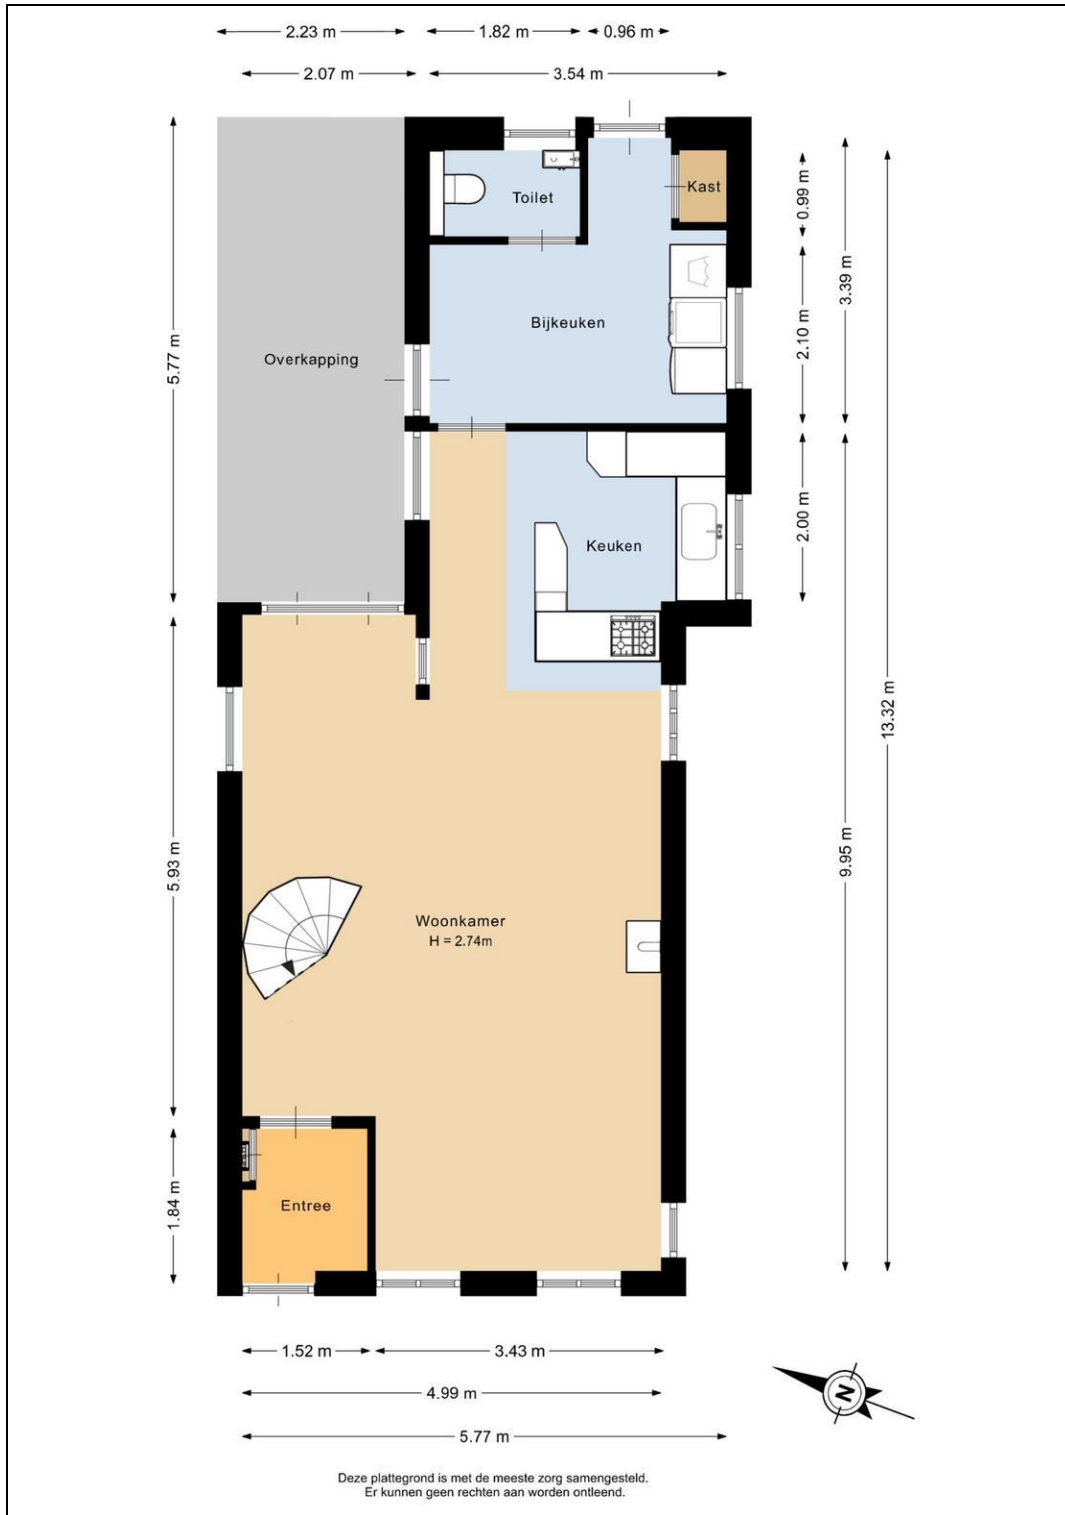 2.23 m
1.82 m
0.96 m
2.07 m
3.54 m
Kast
Toilet
0.99 m
3.39 m
Bijkeuken
2.10 m
5.77 m
Overkapping
2.00 m
Keuken
13.32 m
9.95 m
5.93 m
Woonkamer
H = 2.74m
1.84 m
Entree
1.52 m
3.43 m
4.99 m
N
5.77 m
Deze plattegrond is met de meeste zorg samengesteld.
Er kunnen geen rechten aan worden ontleend.